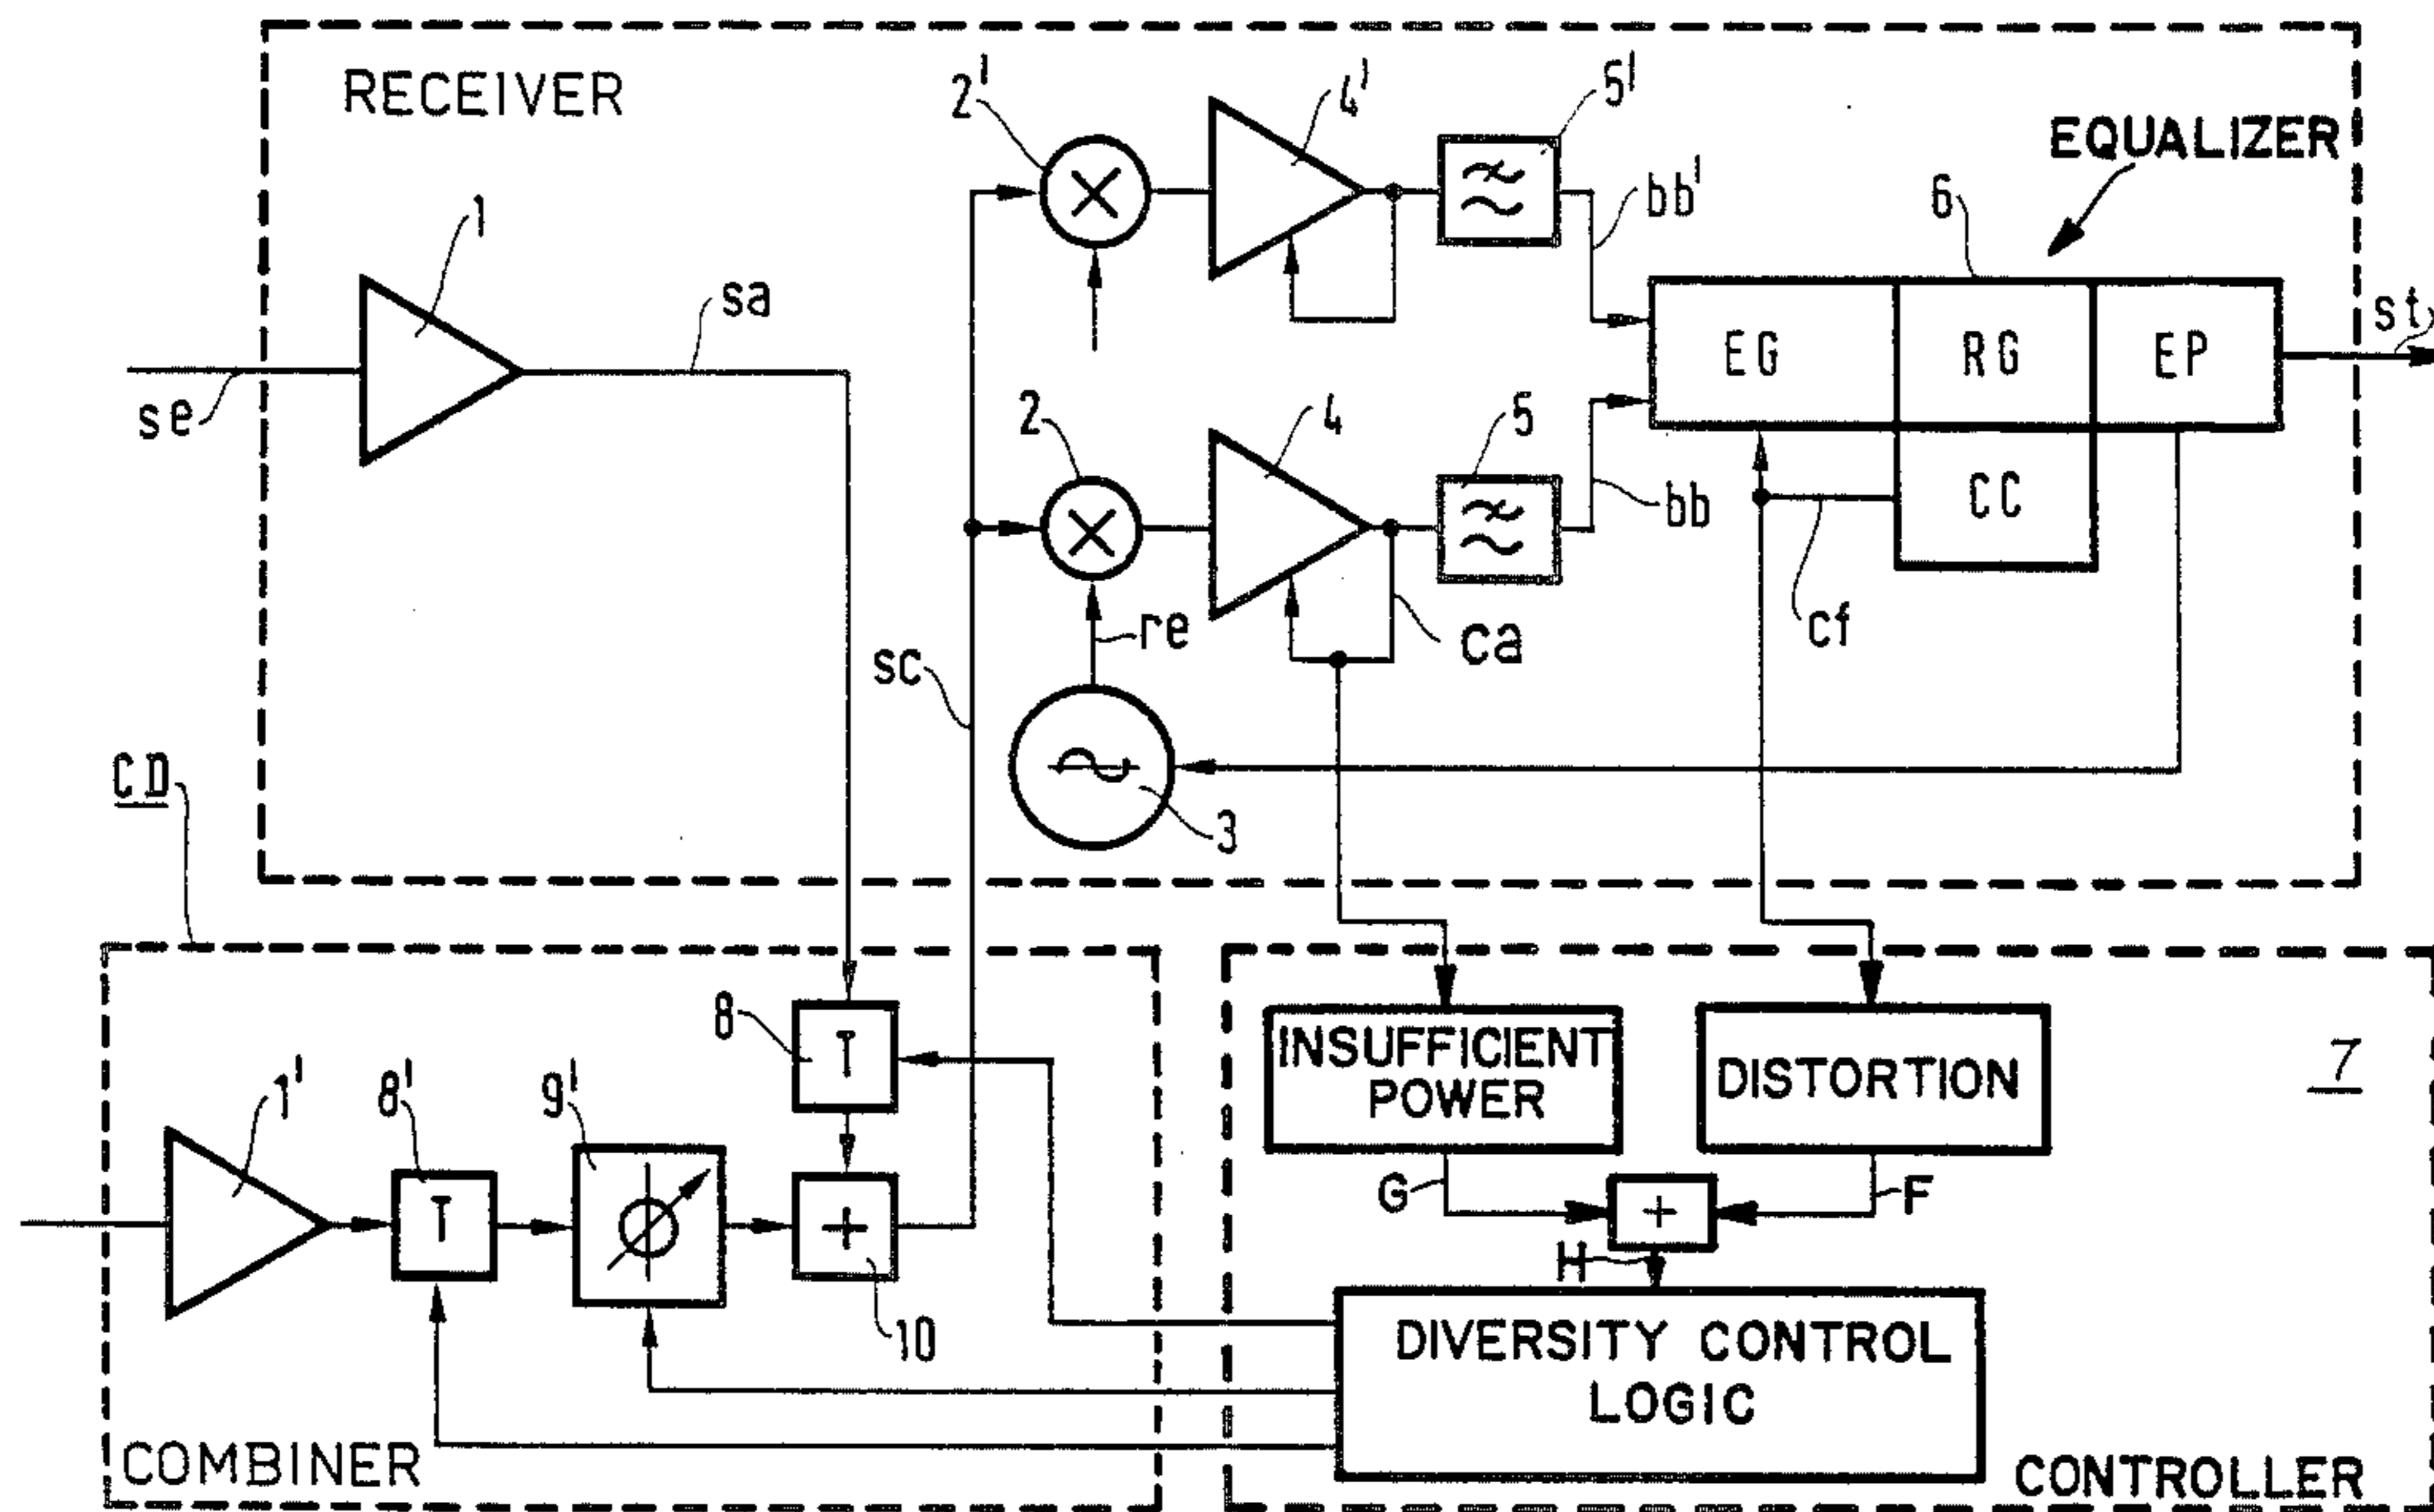 RECEIVER
2'
4'
5'
EQUALIZER
1
bb'
6
sa
EG
RG
EP
st
se
2
4
5
bb
CC
re
ca
cf
sc
CD
3
8
INSUFFICIENT
POWER
DISTORTION
7
1'
8'
9'
T
T
G
+
F
+
H
10
DIVERSITY CONTROL
LOGIC
COMBINER
CONTROLLER